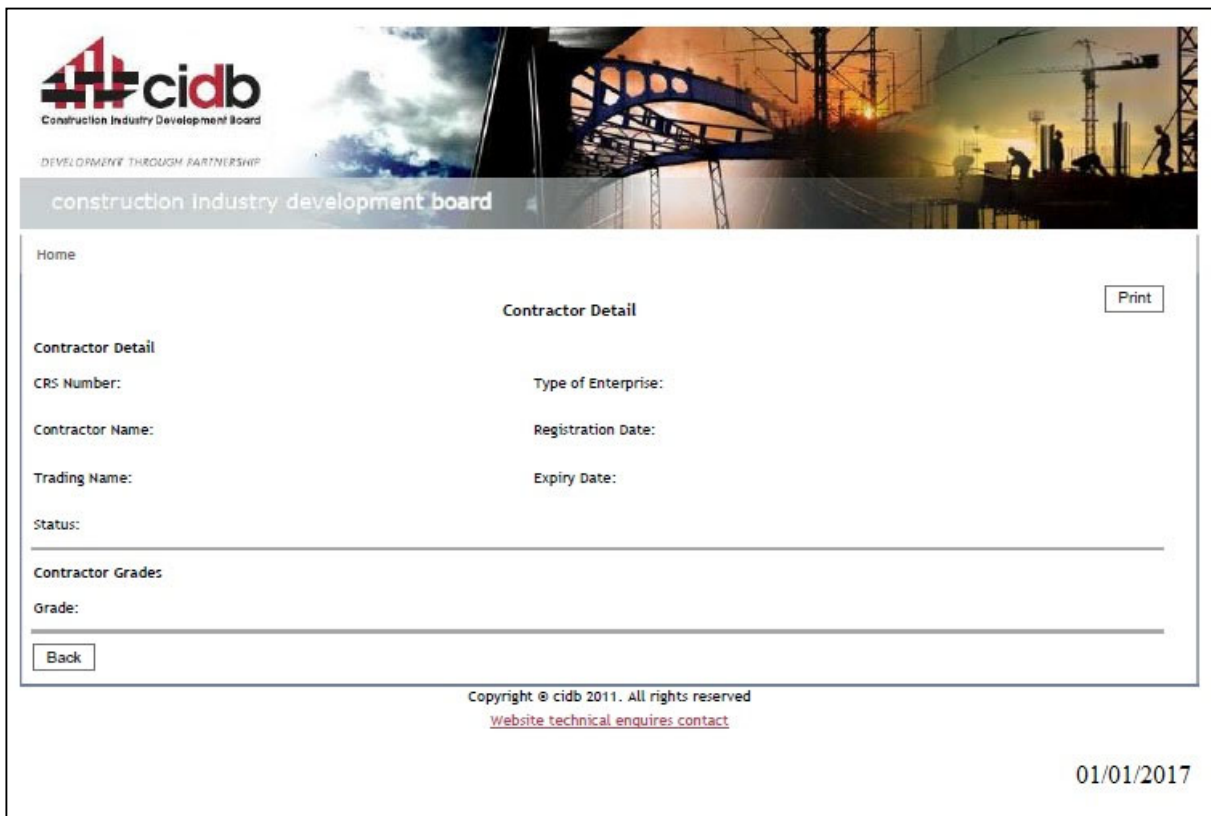 cidb
Construction Industry Development Board
DEVELOPMENT THROUGH PARTNERSHIP
construction industry development board
Home
Print
Contractor Detail
Contractor Detail
CRS Number:
Type of Enterprise:
Contractor Name:
Registration Date:
Trading Name:
Expiry Date:
Status:
Contractor Grades
Grade:
Back
Copyright © cidb 2011. All rights reserved
Website technical enquires contact
01/01/2017